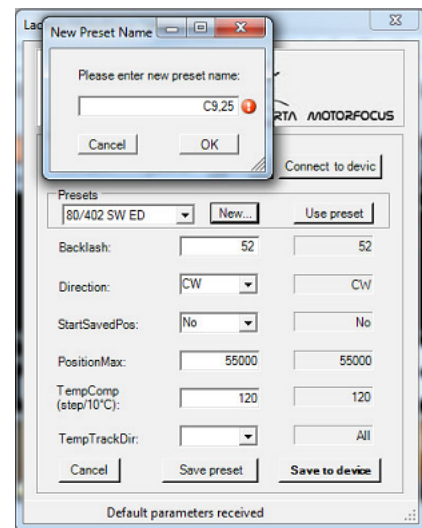 Lac
New Preset Name
Please enter new preset name:
C9,25
Cancel OK
RTA MOTORFOCUS
Connect to devic
Presets
80/402 SW ED New... Use preset
Backlash: 52 52
Direction: CW CW
StartSavedPos: No No
PositionMax: 55000 55000
TempComp
(step/10°C): 120 120
TempTrackDir: All
Cancel Save preset Save to device
Default parameters received